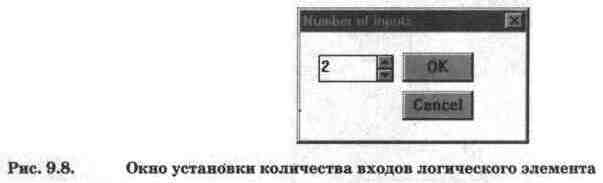 Number of inputs
2
OK
Cancel
Рис. 9.8. Окно установки количества входов логического элемента